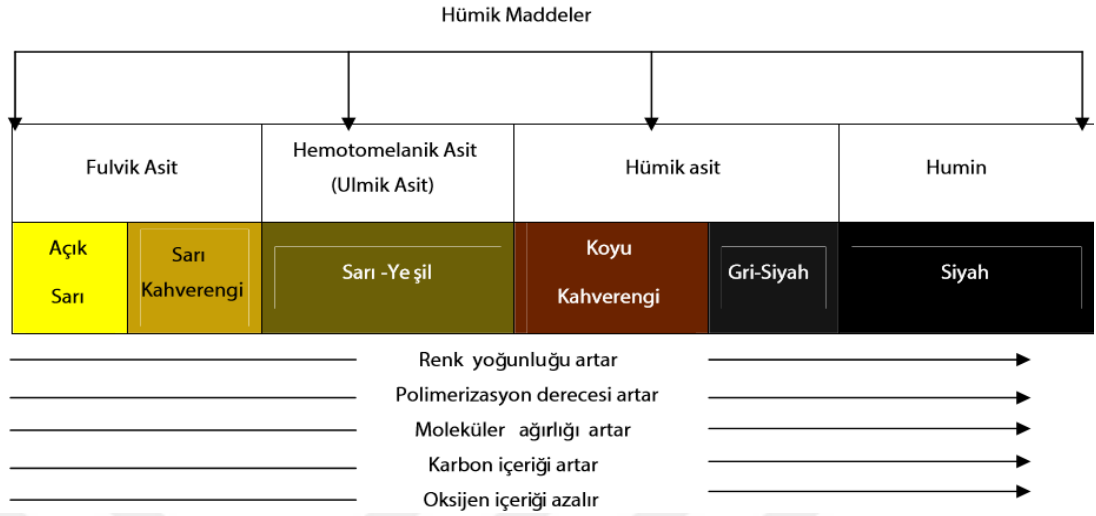 Hümik Maddeler
Fulvik Asit
Hemotomelanik Asit
(Ulmik Asit)
Hümik asit
Humin
Açık
Sarı
Sarı
Kahverengi
Sarı -Ye şil
Koyu
Kahverengi
Gri-Siyah
Siyah
Renk yoğunluğu artar
Polimerizasyon derecesi artar
Moleküler ağırlığı artar
Karbon içeriği artar
Oksijen içeriği azalır